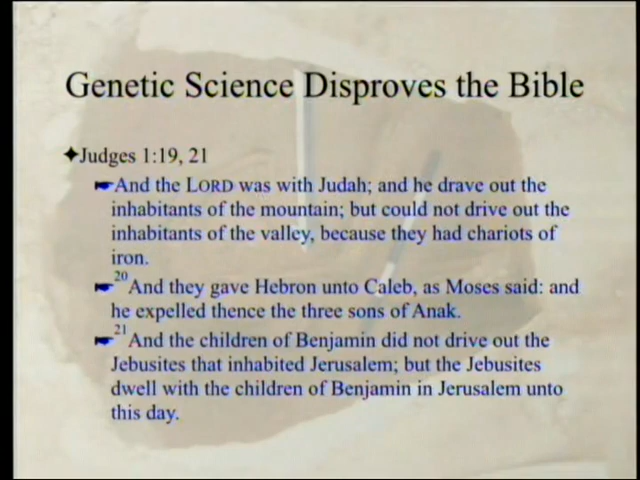 Genetic Science Disproves the Bible
✦Judges 1:19, 21
☛And the LORD was with Judah; and he drave out the
inhabitants of the mountain; but could not drive out the
inhabitants of the valley, because they had chariots of
iron.
☛20 And they gave Hebron unto Caleb, as Moses said: and
he expelled thence the three sons of Anak.
☛21 And the children of Benjamin did not drive out the
Jebusites that inhabited Jerusalem; but the Jebusites
dwell with the children of Benjamin in Jerusalem unto
this day.